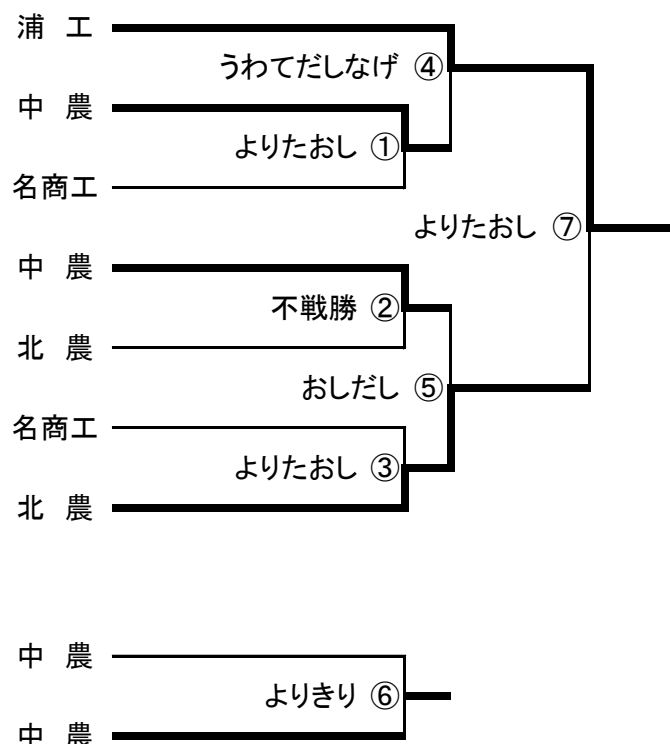 浦 工
うわてだしなげ ④
中 農
よりたおし ①
名商工
よりたおし ⑦
中 農
不戦勝 ②
北 農
おしだし ⑤
名商工
よりたおし ③
北 農
中 農
よりきり ⑥
中 農